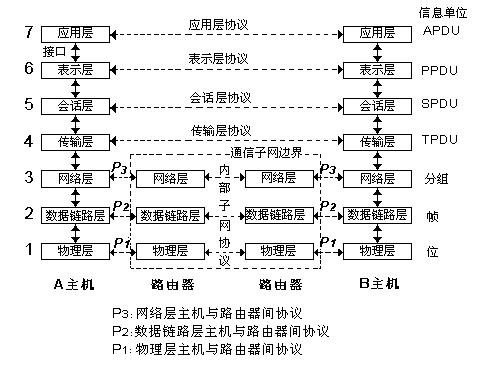 信息单位
7 应用层 应用层协议 应用层 APDU
接口
6 表示层 表示层协议 表示层 PPDU
5 会话层 会话层协议 会话层 SPDU
4 传输层 传输层协议 传输层 TPDU
通信子网边界
3 网络层 P3 网络层 网络层 P3 网络层 分组
内部子网协议
2 数据链路层 P2 数据链路层 数据链路层 P2 数据链路层 帧
1 物理层 P1 物理层 物理层 P1 物理层 位
A主机 路由器 路由器 B主机
P3:网络层主机与路由器间协议
P2:数据链路层主机与路由器间协议
P1:物理层主机与路由器间协议